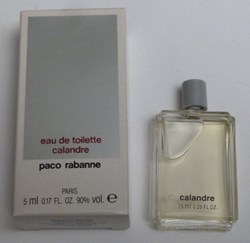 eau de toilette
calandre
paco rabanne
PARIS
5 ml 0.17 FL. OZ. 90% vol. e
calandre